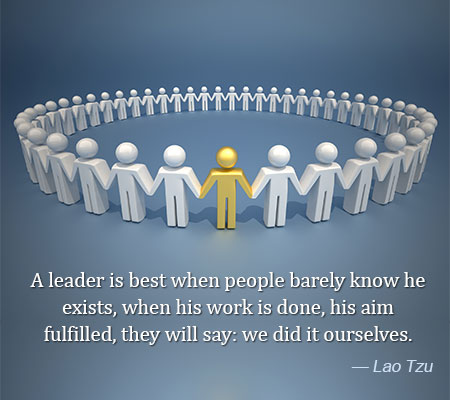 A leader is best when people barely know he
exists, when his work is done, his aim
fulfilled, they will say: we did it ourselves.
— Lao Tzu